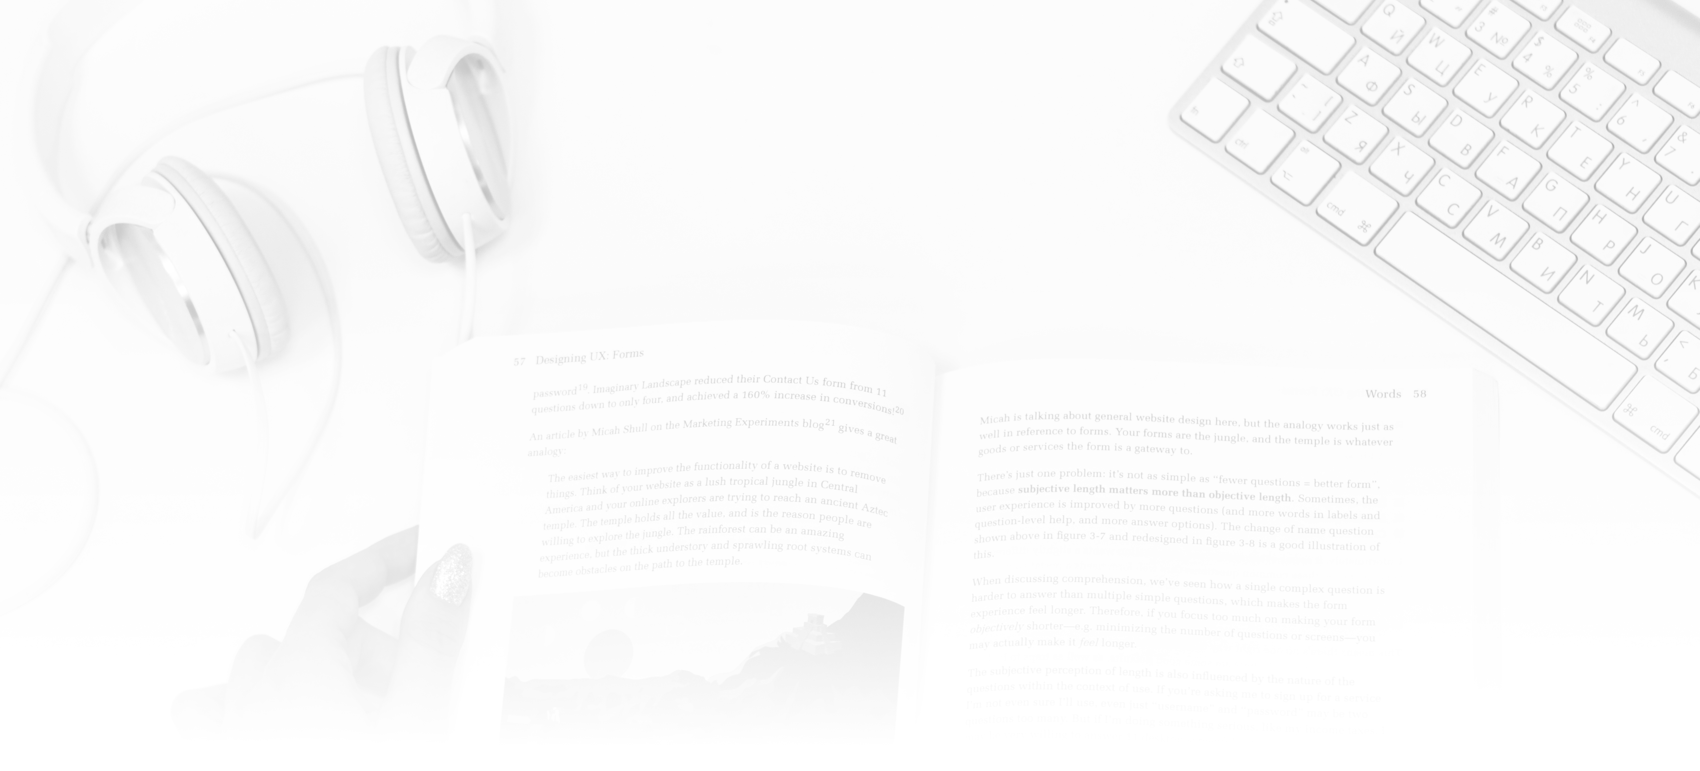 57 Designing UX: Forms
password²⁰. Imaginary Landscape reduced their Contact Us form from 11
questions down to only four, and achieved a 160% increase in conversions!²⁰
An article by Micah Shull on the Marketing Experiments blog²¹ gives a great
analogy:
The easiest way to improve the functionality of a website is to remove
things. Think of your website as a lush tropical jungle in Central
America and your online explorers are trying to reach an ancient Aztec
temple. The temple holds all the value, and is the reason people are
willing to explore the jungle. The rainforest can be an amazing
experience, but the thick understory and sprawling root systems can
become obstacles on the path to the temple.
Words 58
Micah is talking about general website design here, but the analogy works just as
well in reference to forms. Your forms are the jungle, and the temple is whatever
goods or services the form is a gateway to.
There's just one problem: it's not as simple as “fewer questions = better form”,
because subjective length matters more than objective length. Sometimes, the
user experience is improved by more questions (and more words in labels and
question-level help, and more answer options). The change of name question
shown above in figure 3-7 and redesigned in figure 3-8 is a good illustration of
this.
When discussing comprehension, we've seen how a single complex question is
harder to answer than multiple simple questions, which makes the form
experience feel longer. Therefore, if you focus too much on making your form
objectively shorter—e.g. minimizing the number of questions or screens—you
may actually make it feel longer.
The subjective perception of length is also influenced by the nature of the
questions within the context of use.
Q Й
# 3 №
$ 4 %
W Ц
A Ф
E У
% 5 :
^ 6 ,
& 7 .
S Ы
R К
Z Я
D В
T Е
X Ч
F А
Y Н
ctrl
C С
G П
U Г
cmd ⌘
V М
H Р
B И
J О
N Т
K
M Ь
< , Б
⌘ cmd